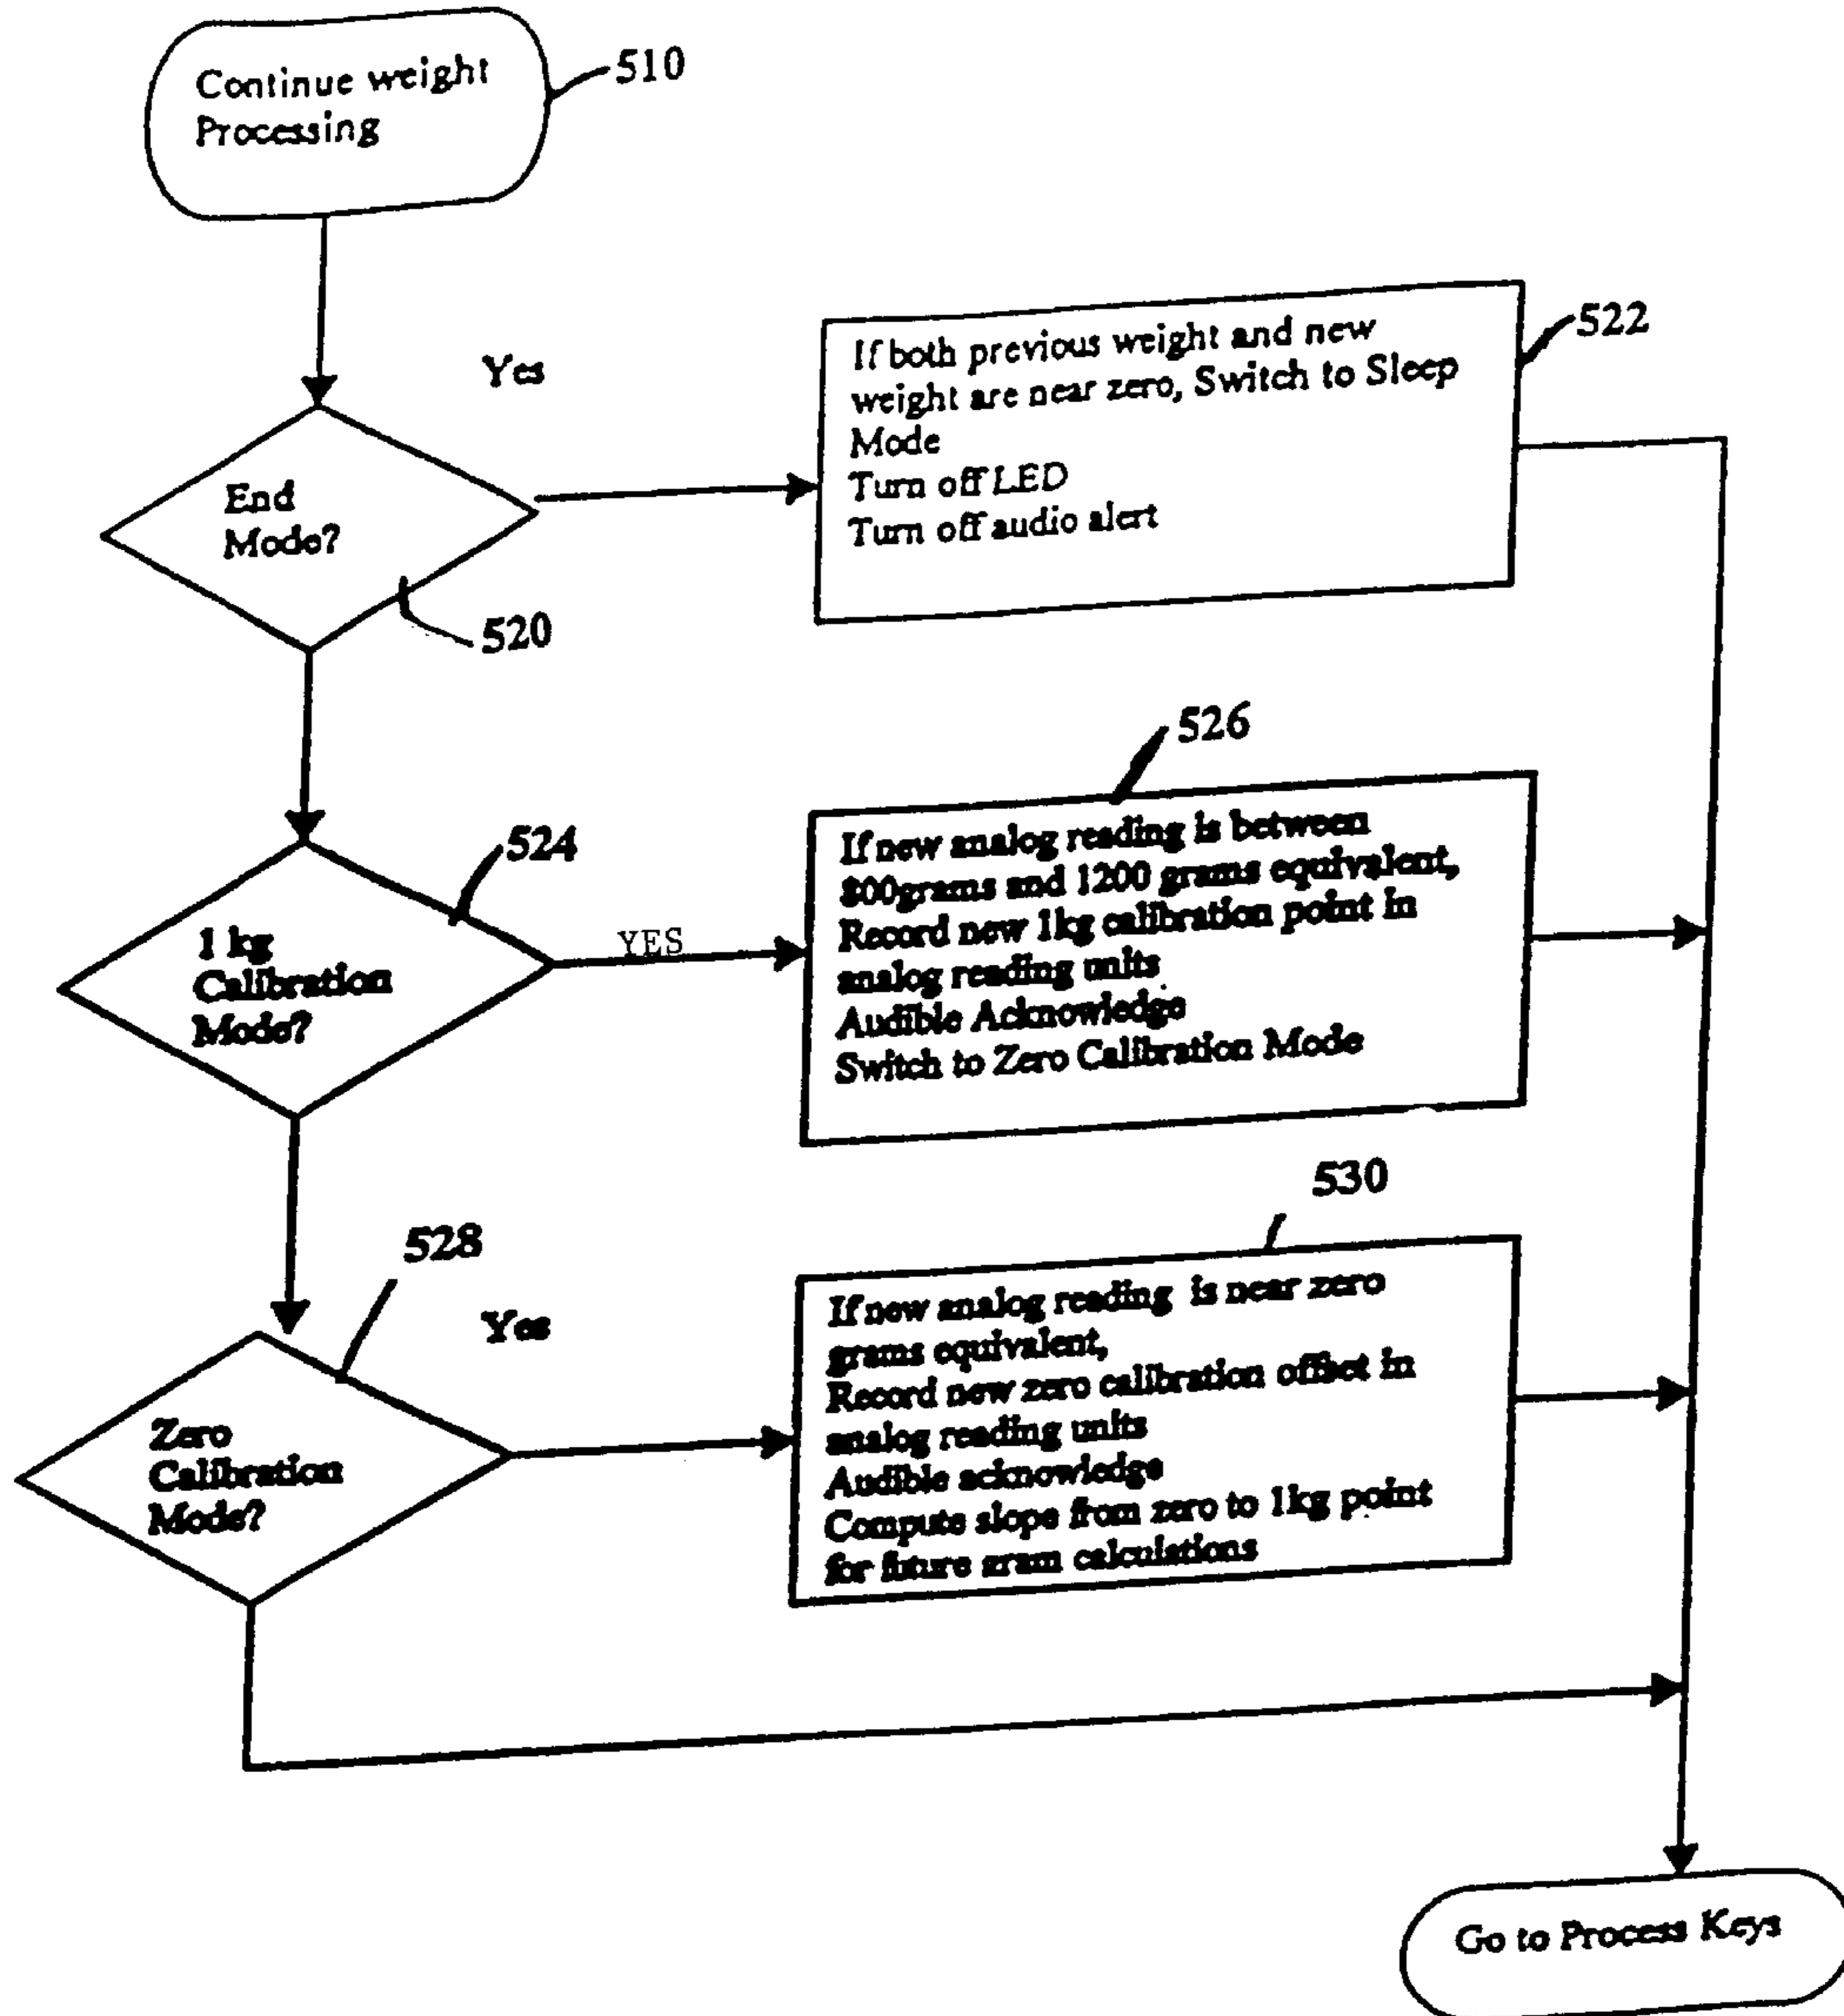 Continue weight
Processing
510
Yes
End
Mode?
520
If both previous weight and new
weight are near zero, Switch to Sleep
Mode
Turn off LED
Turn off audio alert
522
524
1 kg
Calibration
Mode?
YES
526
If new analog reading is between
800grams and 1200 grams equivalent,
Record new 1kg calibration point in
analog reading units
Audible Acknowledge
Switch to Zero Calibration Mode
528
Yes
Zero
Calibration
Mode?
530
If new analog reading is near zero
grams equivalent,
Record new zero calibration offset in
analog reading units
Audible acknowledge
Compute slope from zero to 1kg point
for future gram calculations
Go to Process Keys